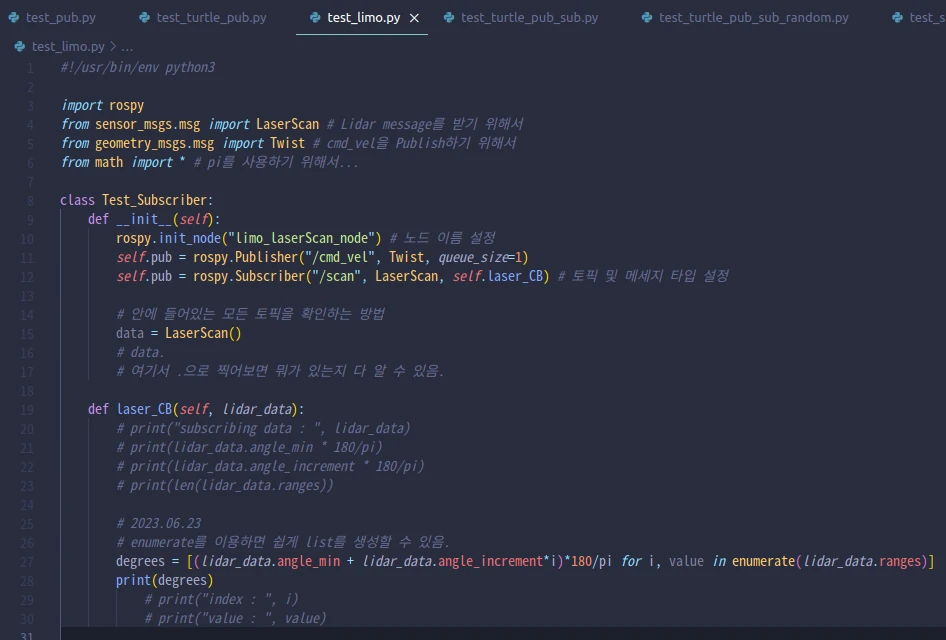 test_pub.py test_turtle_pub.py test_limo.py × test_turtle_pub_sub.py test_turtle_pub_sub_random.py test_s
test_limo.py > ...
1 #!/usr/bin/env python3
2
3 import rospy
4 from sensor_msgs.msg import LaserScan # Lidar message를 받기 위해서
5 from geometry_msgs.msg import Twist # cmd_vel을 Publish하기 위해서
6 from math import * # pi를 사용하기 위해서...
7
8 class Test_Subscriber:
9 def __init__(self):
10 rospy.init_node("limo_laserScan_node") # 노드 이름 설정
11 self.pub = rospy.Publisher("/cmd_vel", Twist, queue_size=1)
12 self.pub = rospy.Subscriber("/scan", LaserScan, self.laser_CB) # 토픽 및 메세지 타입 설정
13
14 # 안에 들어있는 모든 토픽을 확인하는 방법
15 data = LaserScan()
16 # data.
17 # 여기서 .으로 찍어보면 뭐가 있는지 다 알 수 있음.
18
19 def laser_CB(self, lidar_data):
20 # print("subscribing data : ", lidar_data)
21 # print(lidar_data.angle_min * 180/pi)
22 # print(lidar_data.angle_increment * 180/pi)
23 # print(len(lidar_data.ranges))
24
25 # 2023.06.23
26 # enumerate를 이용하면 쉽게 list를 생성할 수 있음.
27 degrees = [(lidar_data.angle_min + lidar_data.angle_increment*i)*180/pi for i, value in enumerate(lidar_data.ranges)]
28 print(degrees)
29 # print("index : ", i)
30 # print("value : ", value)
31